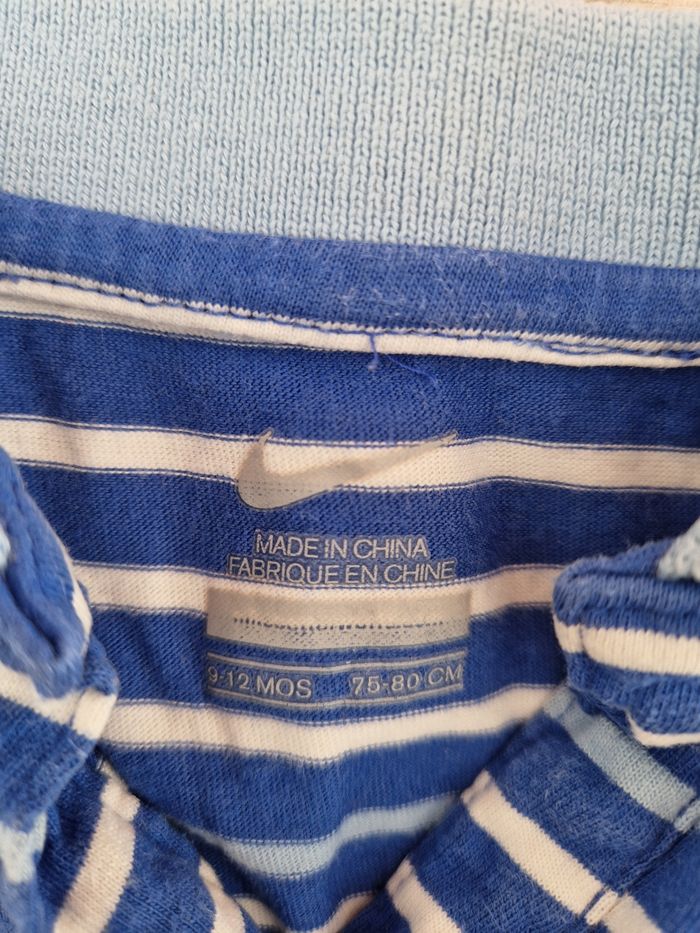 MADE IN CHINA
FABRIQUE EN CHINE
9-12 MOS 75-80 CM